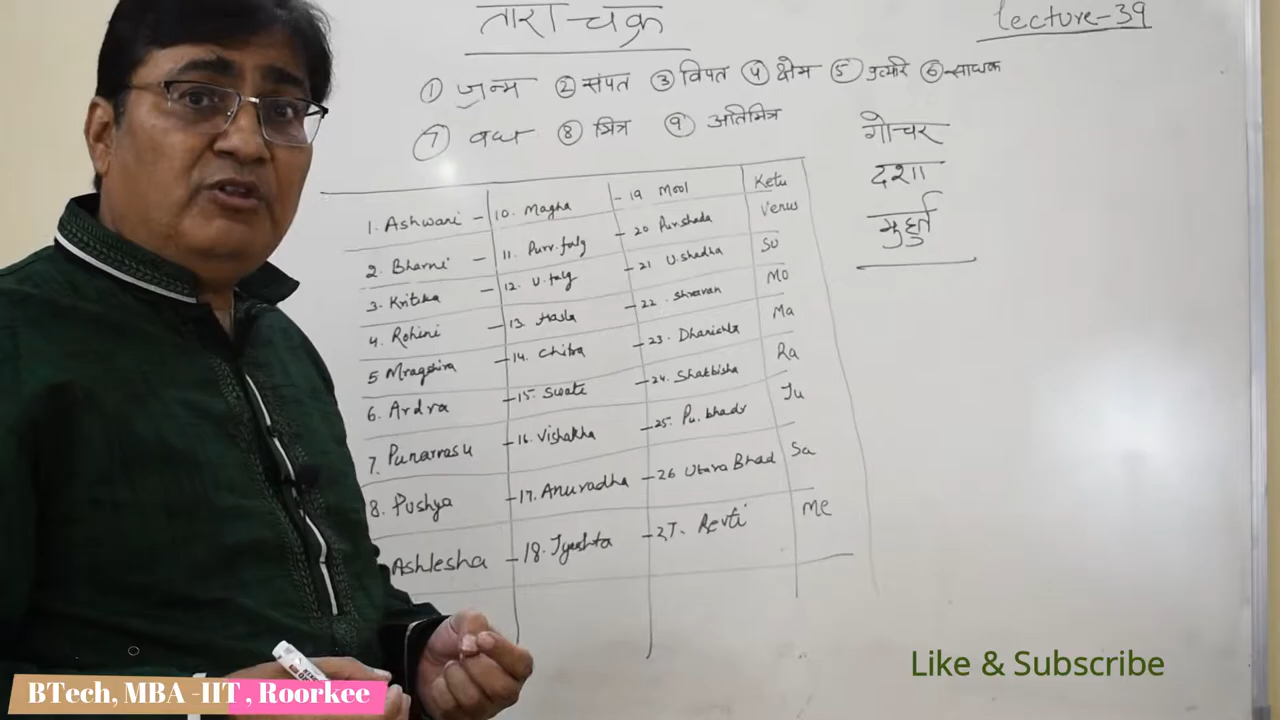 तारा-चक्र
Lecture-39
① जन्म ② संपत ③ विपत ④ क्षेम ⑤ प्रत्यरि ⑥ साधक
⑦ वध ⑧ मित्र ⑨ अतिमित्र
गोचर
दशा
मुहुर्त
1. Ashwani - 10. Magha - 19 Mool Ketu
2. Bharni - 11. Purr.falg - 20 Pur.shada Venus
3. Kritika - 12. U.falg - 21 U.shadha SU
4. Rohini - 13. Hasta - 22. Shravan MO
5 Mragshira - 14. Chitra - 23. Dhanishta Ma
6. Ardra - 15. Swate - 24. Shatbisha Ra
7. Punarvasu - 16. Vishakha - 25. Pu.bhadr Ju
8. Pushya - 17. Anuradha - 26 Utara Bhad Sa
Ashlesha - 18. Jyeshta - 27. Revti Me
Like & Subscribe
BTech, MBA -IIT , Roorkee